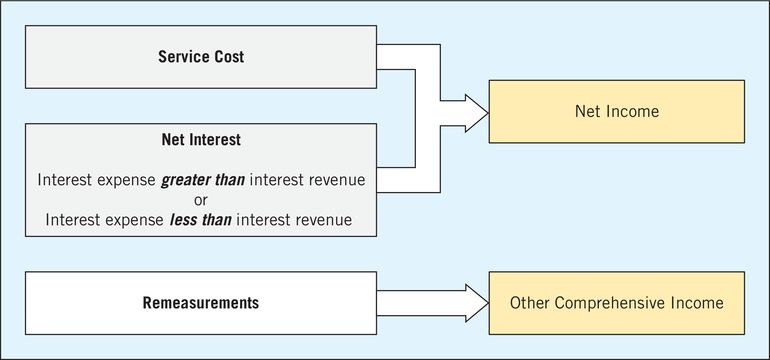 Service Cost
Net Interest
Interest expense greater than interest revenue
or
Interest expense less than interest revenue
Net Income
Remeasurements
Other Comprehensive Income